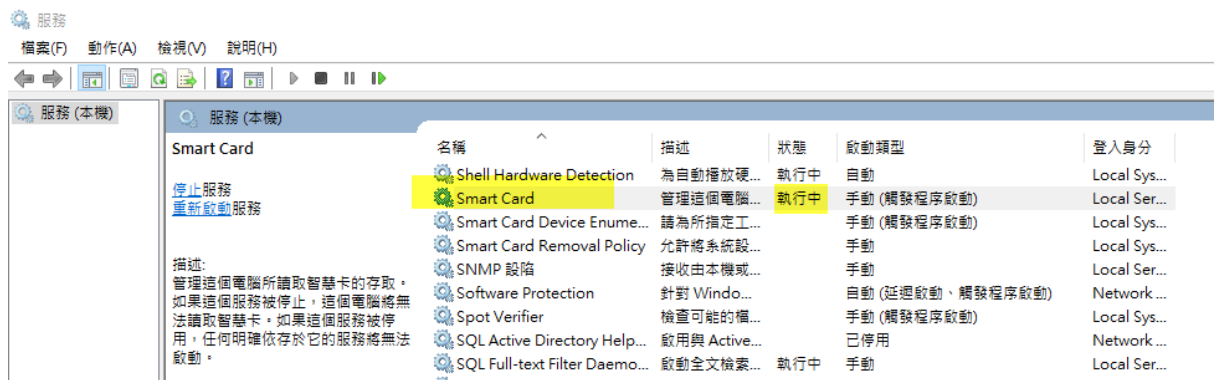 服務
檔案(F) 動作(A) 檢視(V) 說明(H)
服務 (本機)
服務 (本機)
Smart Card
停止服務
重新啟動服務
描述:
管理這個電腦所讀取智慧卡的存取。
如果這個服務被停止，這個電腦將無
法讀取智慧卡。如果這個服務被停
用，任何明確依存於它的服務將無法
啟動。
名稱 描述 狀態 啟動類型 登入身分
Shell Hardware Detection 為自動播放硬... 執行中 自動 Local Sys...
Smart Card 管理這個電腦... 執行中 手動 (觸發程序啟動) Local Ser...
Smart Card Device Enume... 請為所指定工... 手動 (觸發程序啟動) Local Sys...
Smart Card Removal Policy 允許將系統設... 手動 Local Sys...
SNMP 設陷 接收由本機或... 手動 Local Ser...
Software Protection 針對 Windo... 自動 (延遲啟動、觸發程序啟動) Network ...
Spot Verifier 檢查可能的檔... 手動 (觸發程序啟動) Local Sys...
SQL Active Directory Help... 啟用與 Active... 已停用 Network ...
SQL Full-text Filter Daemo... 啟動全文檢索... 執行中 手動 Local Ser...